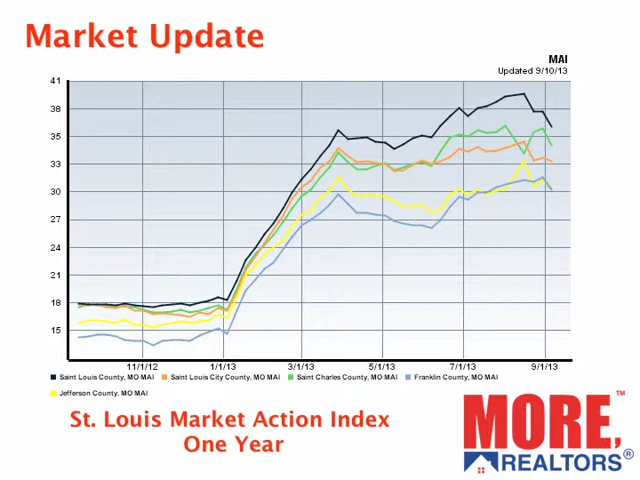 Market Update
MAI
Updated 9/10/13
41
38
35
33
30
27
24
21
18
15
11/1/12 1/1/13 3/1/13 5/1/13 7/1/13 9/1/13
Saint Louis County, MO MAI Saint Louis City County, MO MAI Saint Charles County, MO MAI Franklin County, MO MAI
Jefferson County, MO MAI
St. Louis Market Action Index
One Year
MORE, ™
REALTORS®